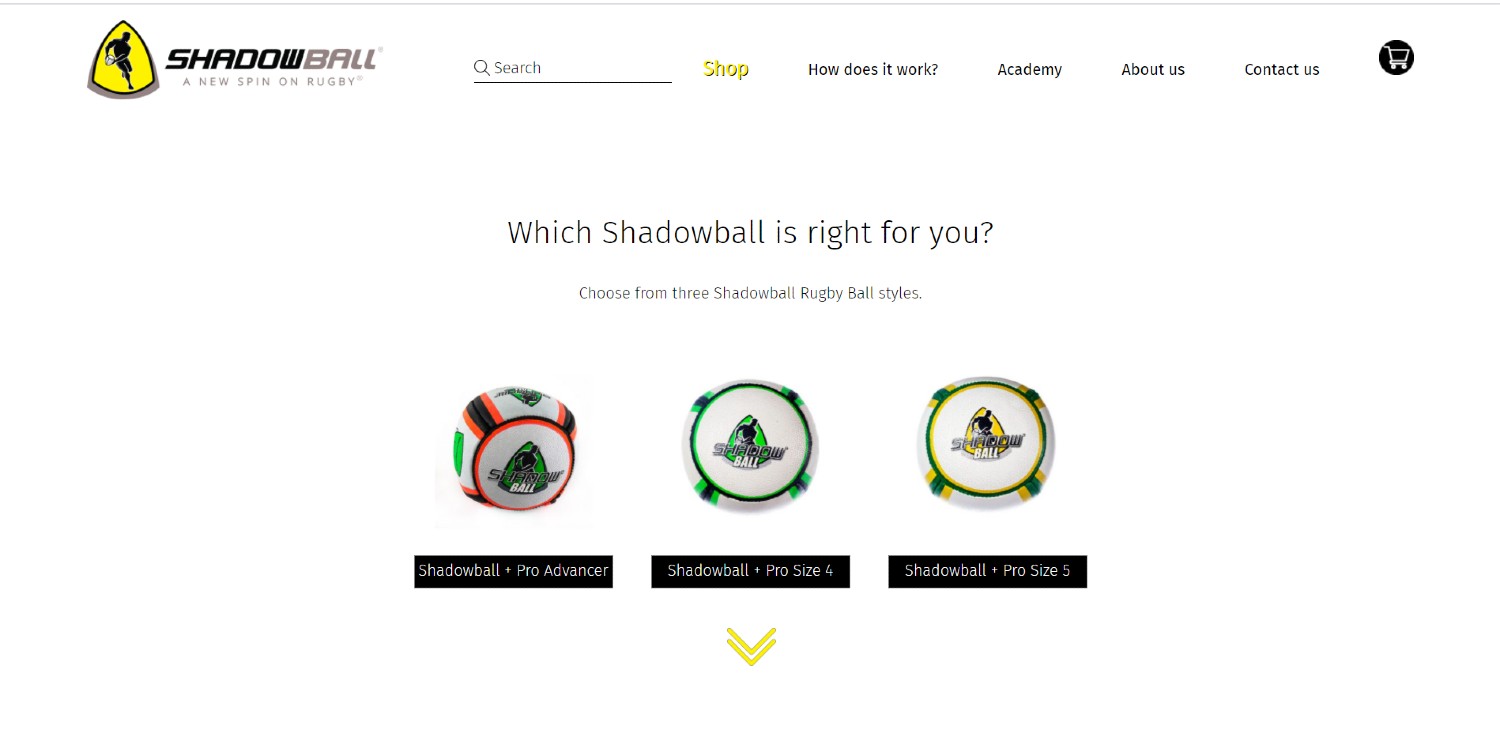 SHADOWBALL®
A NEW SPIN ON RUGBY®
Search
Shop
How does it work?
Academy
About us
Contact us
Which Shadowball is right for you?
Choose from three Shadowball Rugby Ball styles.
SHADOW
BALL
SHADOW
BALL
SHADOW
BALL
Shadowball + Pro Advancer
Shadowball + Pro Size 4
Shadowball + Pro Size 5